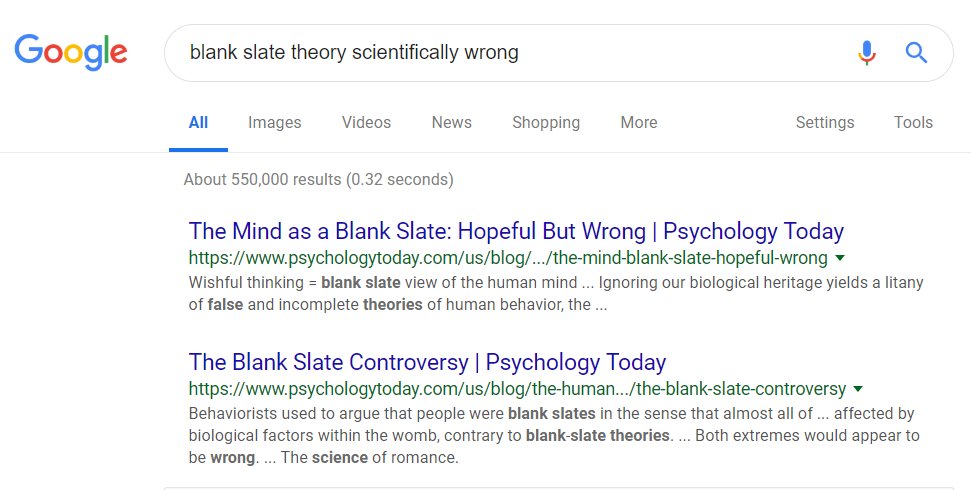 Google
blank slate theory scientifically wrong
All Images Videos News Shopping More Settings Tools
About 550,000 results (0.32 seconds)
The Mind as a Blank Slate: Hopeful But Wrong | Psychology Today
https://www.psychologytoday.com/us/blog/.../the-mind-blank-slate-hopeful-wrong
Wishful thinking = blank slate view of the human mind ... Ignoring our biological heritage yields a litany
of false and incomplete theories of human behavior, the ...
The Blank Slate Controversy | Psychology Today
https://www.psychologytoday.com/us/blog/the-human.../the-blank-slate-controversy
Behaviorists used to argue that people were blank slates in the sense that almost all of ... affected by
biological factors within the womb, contrary to blank-slate theories. ... Both extremes would appear to
be wrong. ... The science of romance.